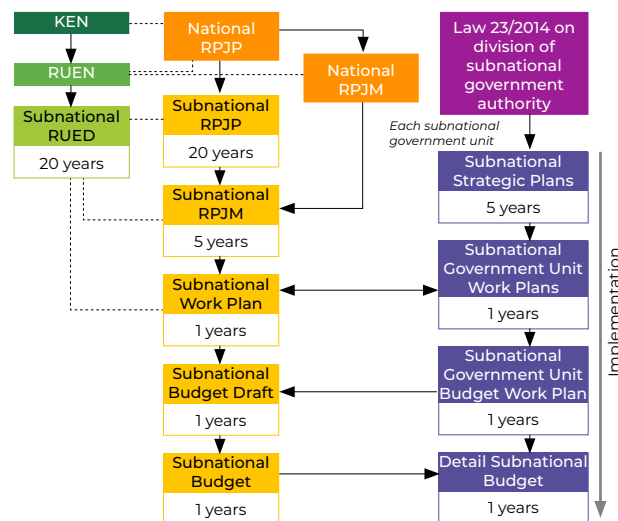 KEN
RUEN
Subnational
RUED
20 years
National
RPJP
National
RPJM
Subnational
RPJP
20 years
Subnational
RPJM
5 years
Subnational
Work Plan
1 years
Subnational
Budget Draft
1 years
Subnational
Budget
1 years
Law 23/2014 on
division of
subnational
government
authority
Each subnational
government unit
Subnational
Strategic Plans
5 years
Subnational
Government Unit
Work Plans
1 years
Subnational
Government Unit
Budget Work Plan
1 years
Detail Subnational
Budget
1 years
Implementation